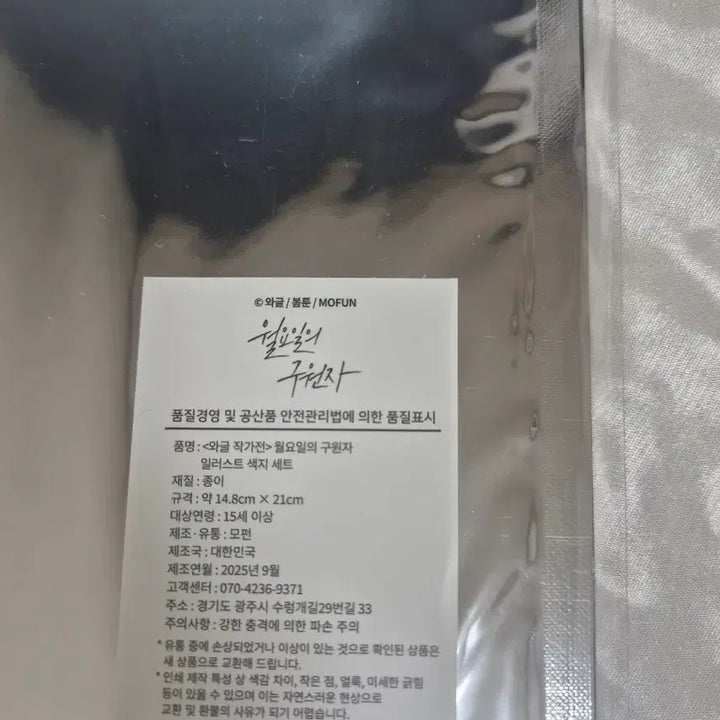 © 와글 / 봄툰 / MOFUN
월요일의
구원자
품질경영 및 공산품 안전관리법에 의한 품질표시
품명 : <와글 작가전> 월요일의 구원자
일러스트 색지 세트
재질 : 종이
규격 : 약 14.8cm × 21cm
대상연령 : 15세 이상
제조 · 유통 : 모펀
제조국 : 대한민국
제조연월 : 2025년 9월
고객센터 : 070-4236-9371
주소 : 경기도 광주시 수렁개길29번길 33
주의사항 : 강한 충격에 의한 파손 주의
* 유통 중에 손상되었거나 이상이 있는 것으로 확인된 상품은
새 상품으로 교환해 드립니다.
* 인쇄 제작 특성 상 색감 차이, 작은 점, 얼룩, 미세한 긁힘
등이 있을 수 있으며 이는 자연스러운 현상으로
교환 및 환불의 사유가 되기 어렵습니다.